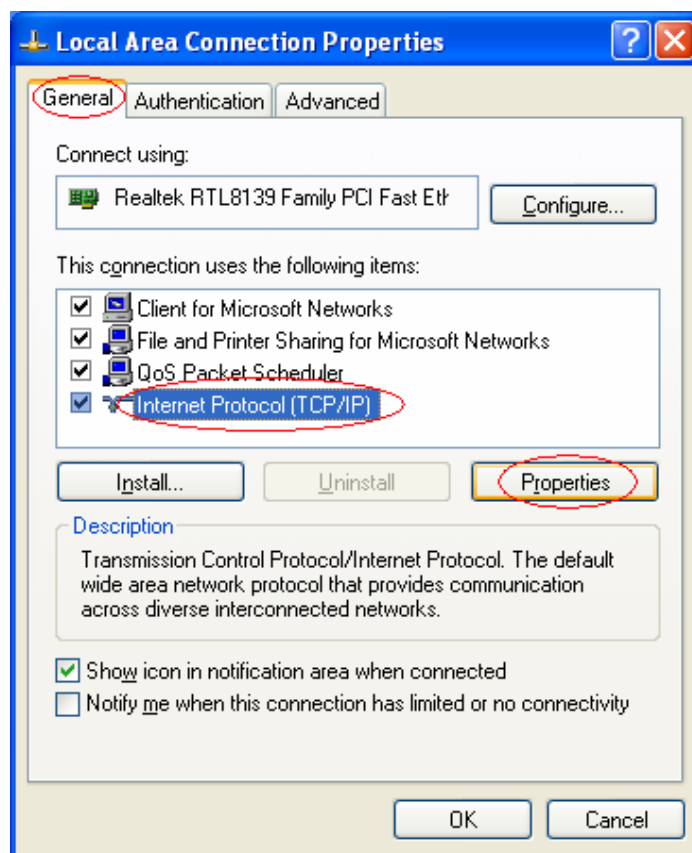 Local Area Connection Properties
General
Authentication
Advanced
Connect using:
Realtek RTL8139 Family PCI Fast Eth
Configure...
This connection uses the following items:
Client for Microsoft Networks
File and Printer Sharing for Microsoft Networks
QoS Packet Scheduler
Internet Protocol (TCP/IP)
Install...
Uninstall
Properties
Description
Transmission Control Protocol/Internet Protocol. The default
wide area network protocol that provides communication
across diverse interconnected networks.
Show icon in notification area when connected
Notify me when this connection has limited or no connectivity
OK
Cancel